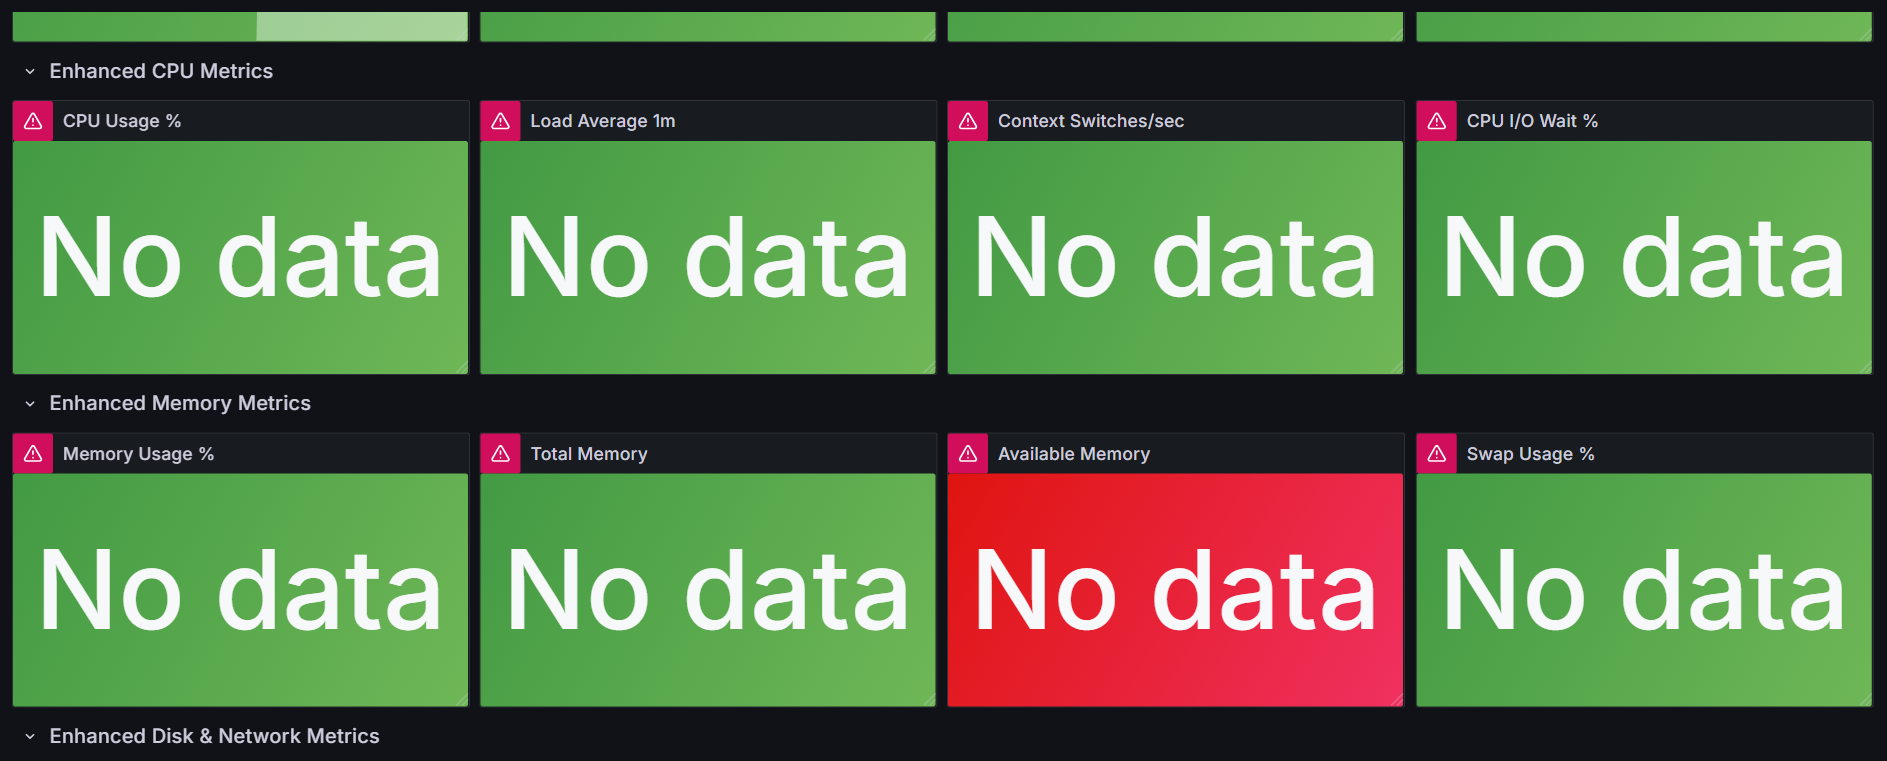 Enhanced CPU Metrics
CPU Usage %
Load Average 1m
Context Switches/sec
CPU I/O Wait %
No data
No data
No data
No data
Enhanced Memory Metrics
Memory Usage %
Total Memory
Available Memory
Swap Usage %
No data
No data
No data
No data
Enhanced Disk & Network Metrics